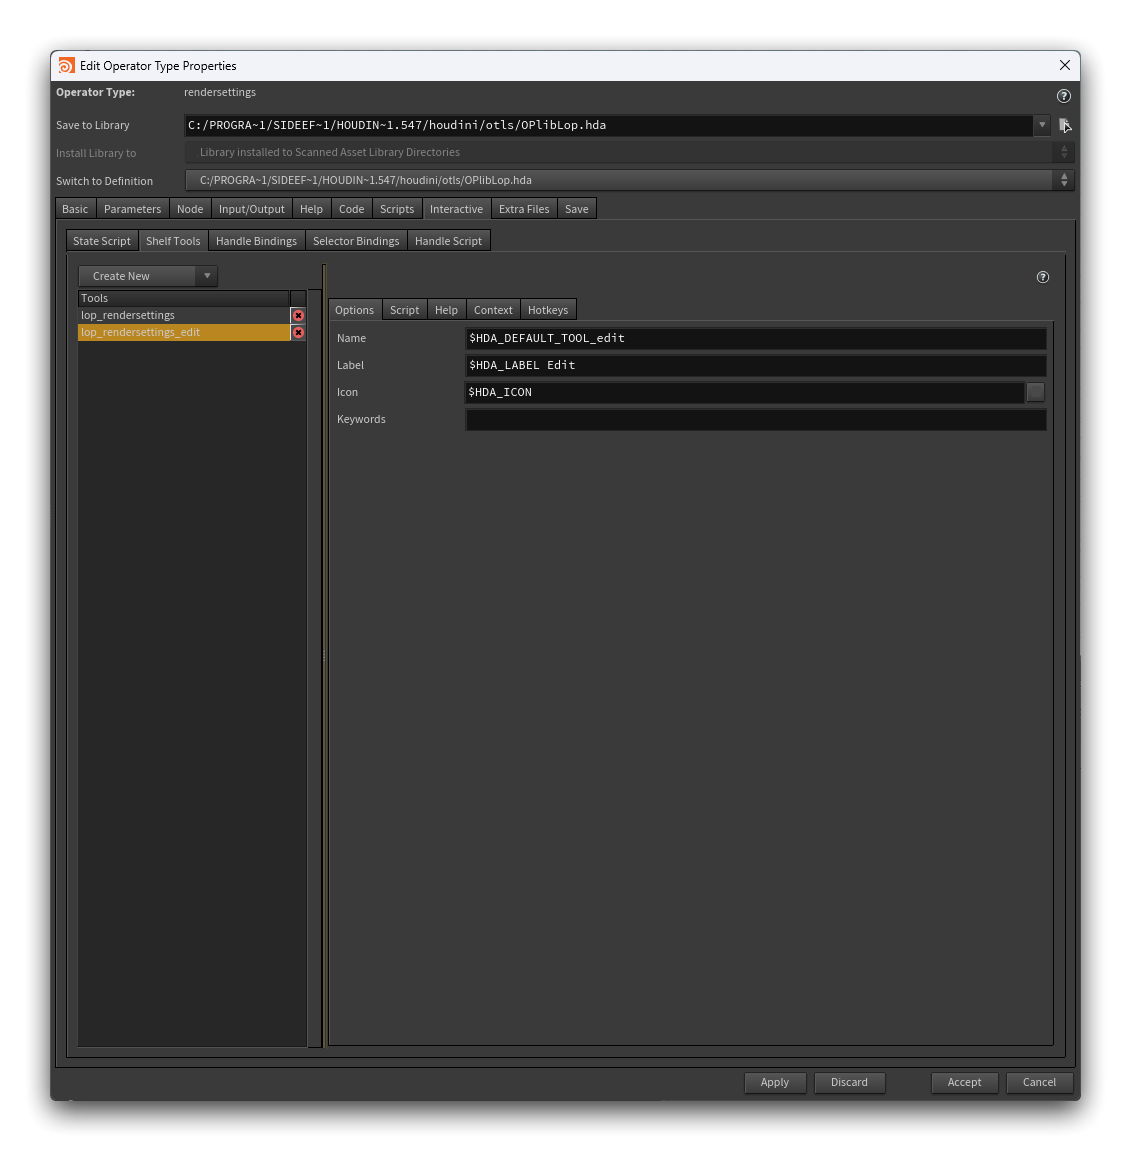 Edit Operator Type Properties
Operator Type: rendersettings
Save to Library C:/PROGRA~1/SIDEEF~1/HOUDIN~1.547/houdini/otls/OPlibLop.hda
Install Library to Library installed to Scanned Asset Library Directories
Switch to Definition C:/PROGRA~1/SIDEEF~1/HOUDIN~1.547/houdini/otls/OPlibLop.hda
Basic Parameters Node Input/Output Help Code Scripts Interactive Extra Files Save
State Script Shelf Tools Handle Bindings Selector Bindings Handle Script
Create New
Tools
lop_rendersettings
lop_rendersettings_edit
Options Script Help Context Hotkeys
Name $HDA_DEFAULT_TOOL_edit
Label $HDA_LABEL Edit
Icon $HDA_ICON
Keywords
Apply Discard Accept Cancel